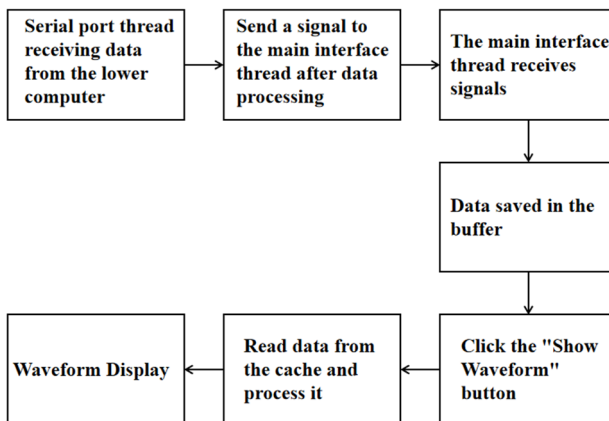 Serial port thread
receiving data
from the lower
computer
Send a signal to
the main interface
thread after data
processing
The main interface
thread receives
signals
Data saved in the
buffer
Click the "Show
Waveform"
button
Read data from
the cache and
process it
Waveform Display